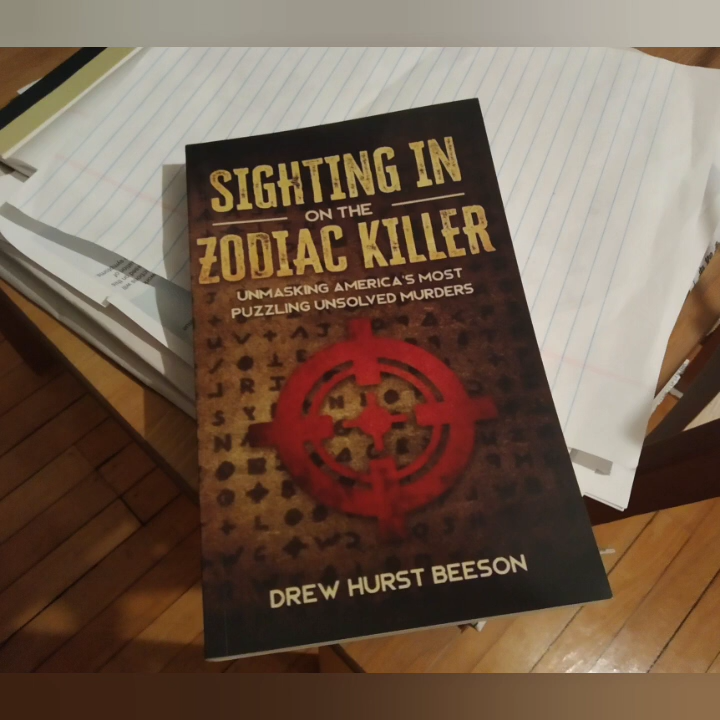 SIGHTING IN
ON THE
ZODIAC KILLER
UNMASKING AMERICA'S MOST
PUZZLING UNSOLVED MURDERS
DREW HURST BEESON